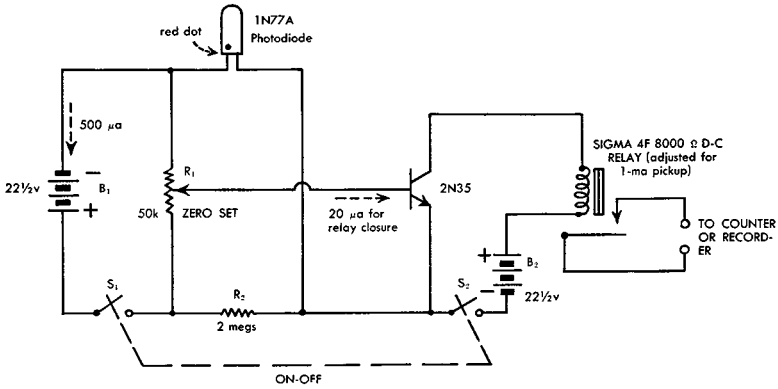 1N77A
Photodiode
red dot
500 μa
22½v
−
B₁
+
R₁
50k
ZERO SET
20 μa for
relay closure
2N35
SIGMA 4F 8000 Ω D-C
RELAY (adjusted for
1-ma pickup)
TO COUNTER
OR RECORD-
ER
+
B₂
−
22½v
S₁
R₂
2 megs
S₂
ON-OFF